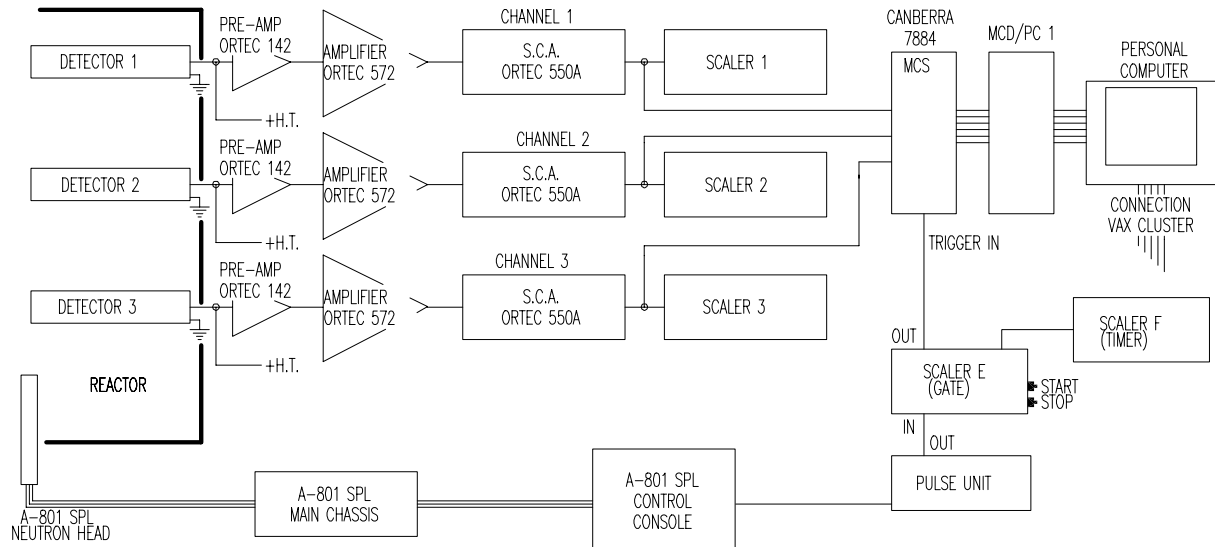 CHANNEL 1
PRE-AMP
ORTEC 142
DETECTOR 1
AMPLIFIER
ORTEC 572
S.C.A.
ORTEC 550A
SCALER 1
+H.T.
CANBERRA
7884
MCS
MCD/PC 1
PERSONAL
COMPUTER
CONNECTION
VAX CLUSTER
CHANNEL 2
PRE-AMP
ORTEC 142
DETECTOR 2
AMPLIFIER
ORTEC 572
S.C.A.
ORTEC 550A
SCALER 2
+H.T.
TRIGGER IN
CHANNEL 3
PRE-AMP
ORTEC 142
DETECTOR 3
AMPLIFIER
ORTEC 572
S.C.A.
ORTEC 550A
SCALER 3
+H.T.
REACTOR
OUT
SCALER E
(GATE)
START
STOP
SCALER F
(TIMER)
IN
OUT
PULSE UNIT
A-801 SPL
NEUTRON HEAD
A-801 SPL
MAIN CHASSIS
A-801 SPL
CONTROL
CONSOLE